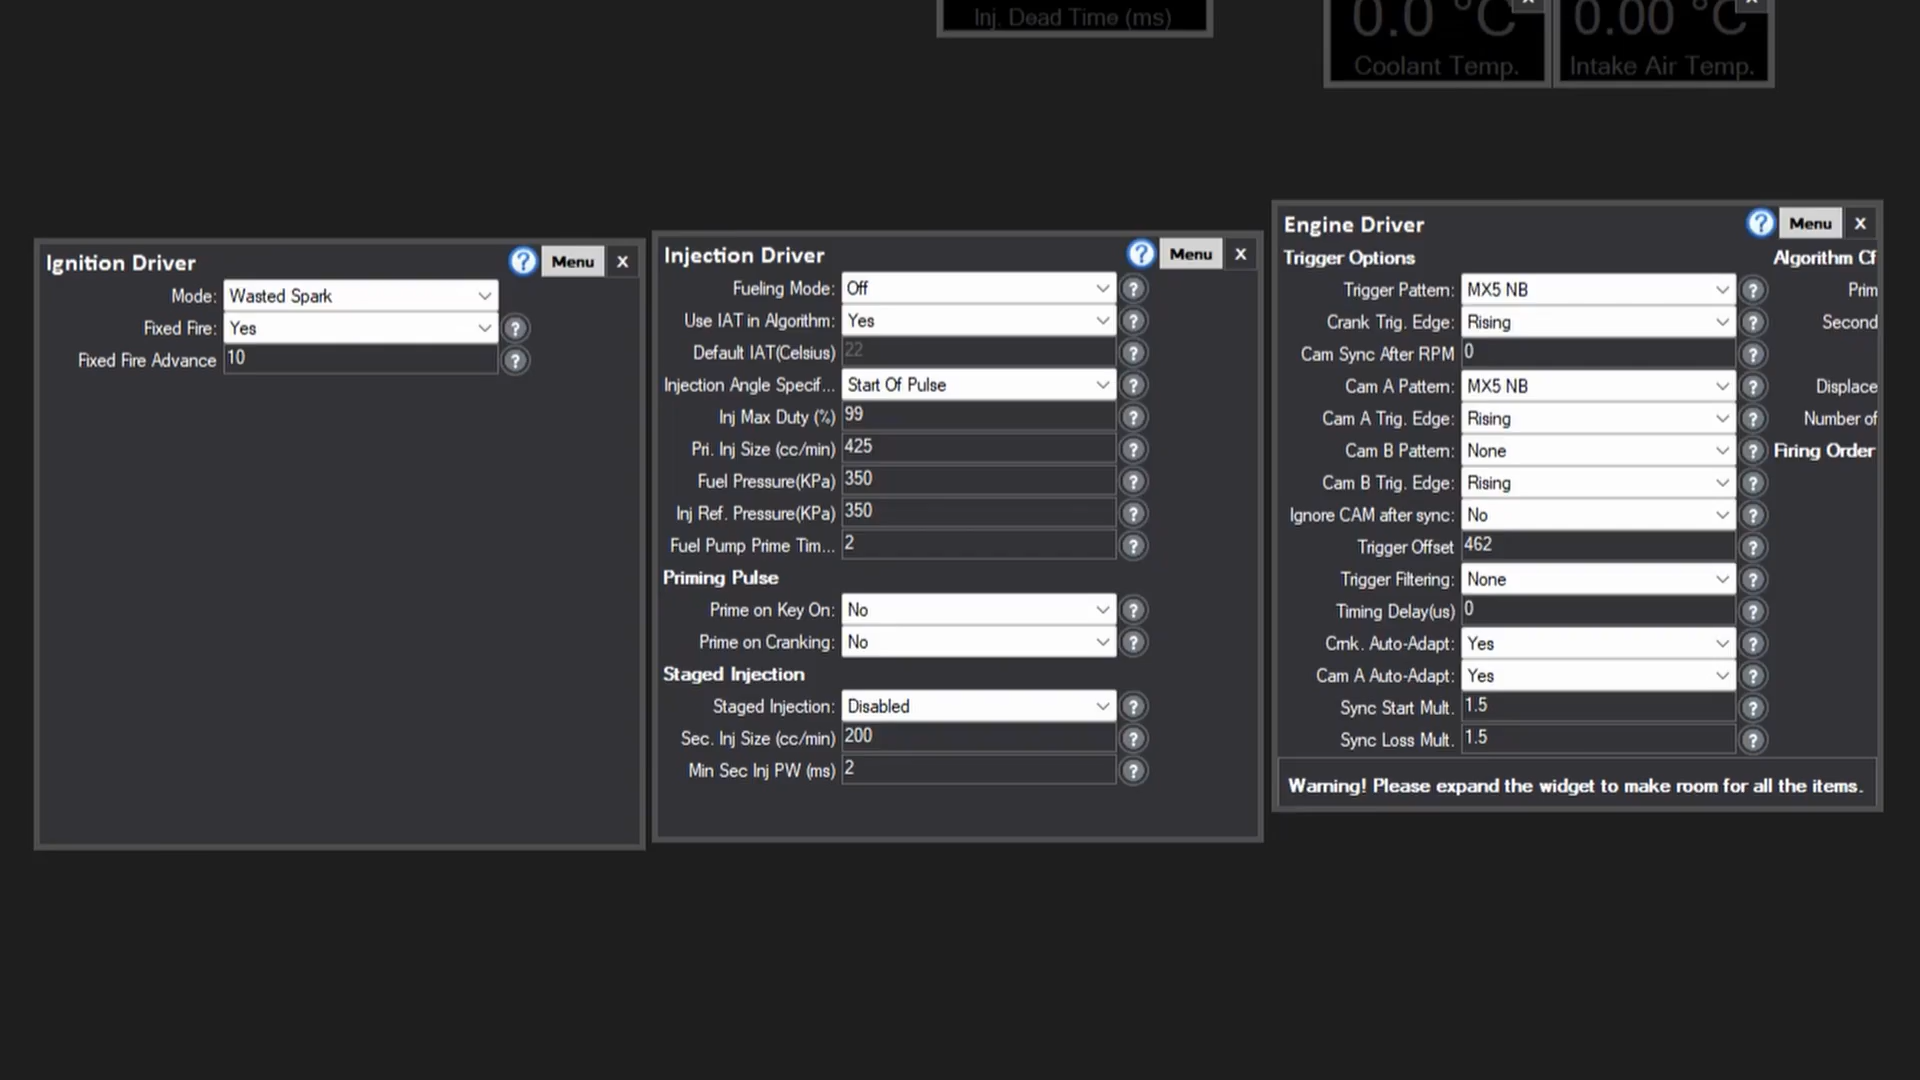 Inj. Dead Time (ms)
0.0 °C
Coolant Temp.
0.00 °C
Intake Air Temp.
Ignition Driver
? Menu X
Mode: Wasted Spark
Fixed Fire: Yes ?
Fixed Fire Advance 10 ?
Injection Driver
? Menu X
Fueling Mode: Off ?
Use IAT in Algorithm: Yes ?
Default IAT(Celsius) 22 ?
Injection Angle Specif... Start Of Pulse ?
Inj Max Duty (%) 99 ?
Pri. Inj Size (cc/min) 425 ?
Fuel Pressure(KPa) 350 ?
Inj Ref. Pressure(KPa) 350 ?
Fuel Pump Prime Tim... 2 ?
Priming Pulse
Prime on Key On: No ?
Prime on Cranking: No ?
Staged Injection
Staged Injection: Disabled ?
Sec. Inj Size (cc/min) 200 ?
Min Sec Inj PW (ms) 2 ?
Engine Driver
? Menu X
Trigger Options Algorithm Cf
Trigger Pattern: MX5 NB ? Prim
Crank Trig. Edge: Rising ? Second
Cam Sync After RPM 0 ?
Cam A Pattern: MX5 NB ? Displace
Cam A Trig. Edge: Rising ? Number of
Cam B Pattern: None ? Firing Order
Cam B Trig. Edge: Rising ?
Ignore CAM after sync: No ?
Trigger Offset 462 ?
Trigger Filtering: None ?
Timing Delay(us) 0 ?
Crnk. Auto-Adapt: Yes ?
Cam A Auto-Adapt: Yes ?
Sync Start Mult. 1.5 ?
Sync Loss Mult. 1.5 ?
Warning! Please expand the widget to make room for all the items.